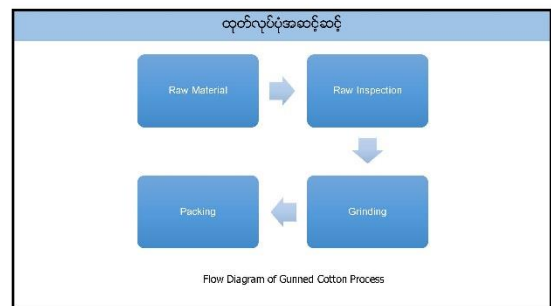 ထုတ်လုပ်ပုံအဆင့်ဆင့်
Raw Material
Raw Inspection
Grinding
Packing
Flow Diagram of Gunned Cotton Process